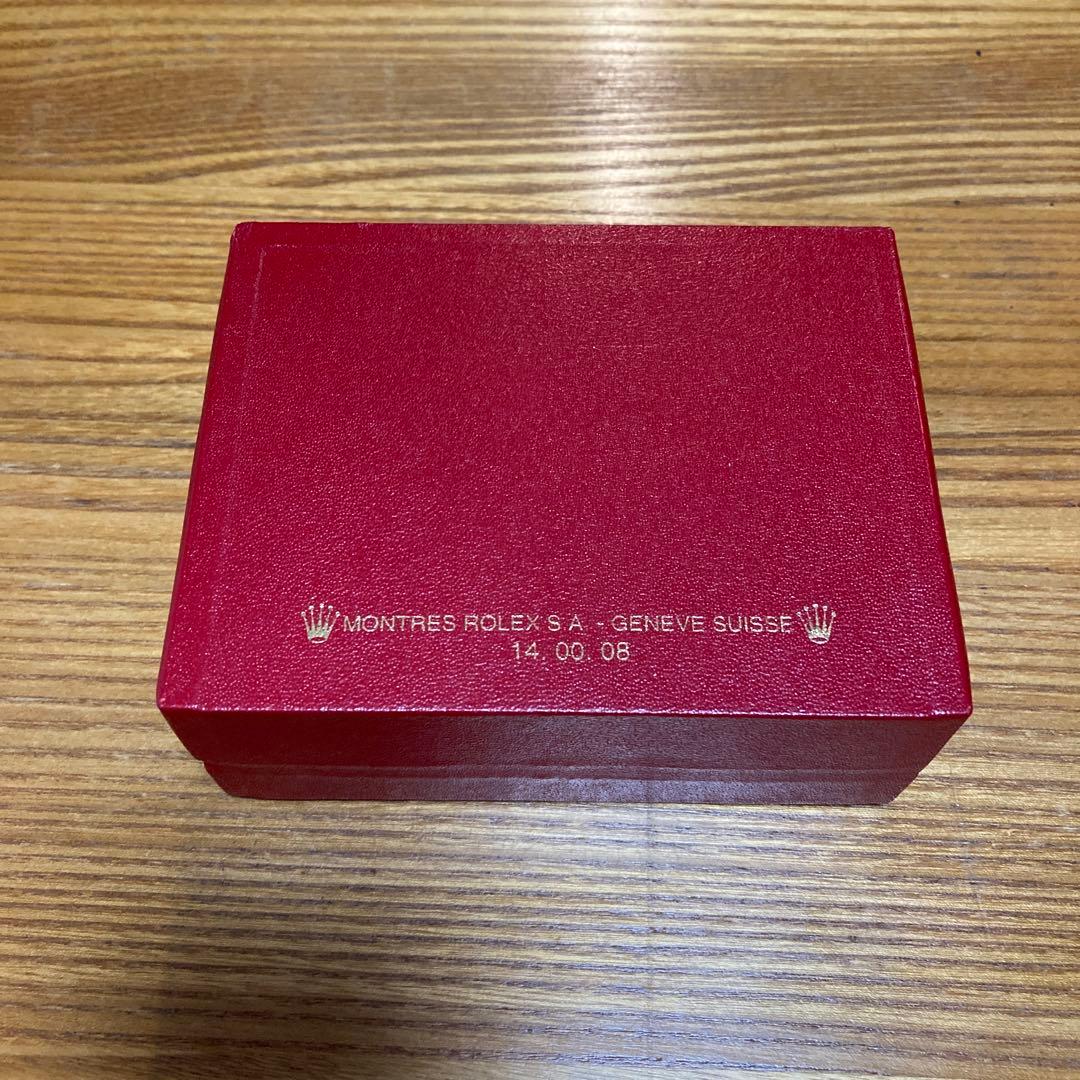 MONTRES ROLEX S A. - GENEVE SUISSE
14. 00. 08